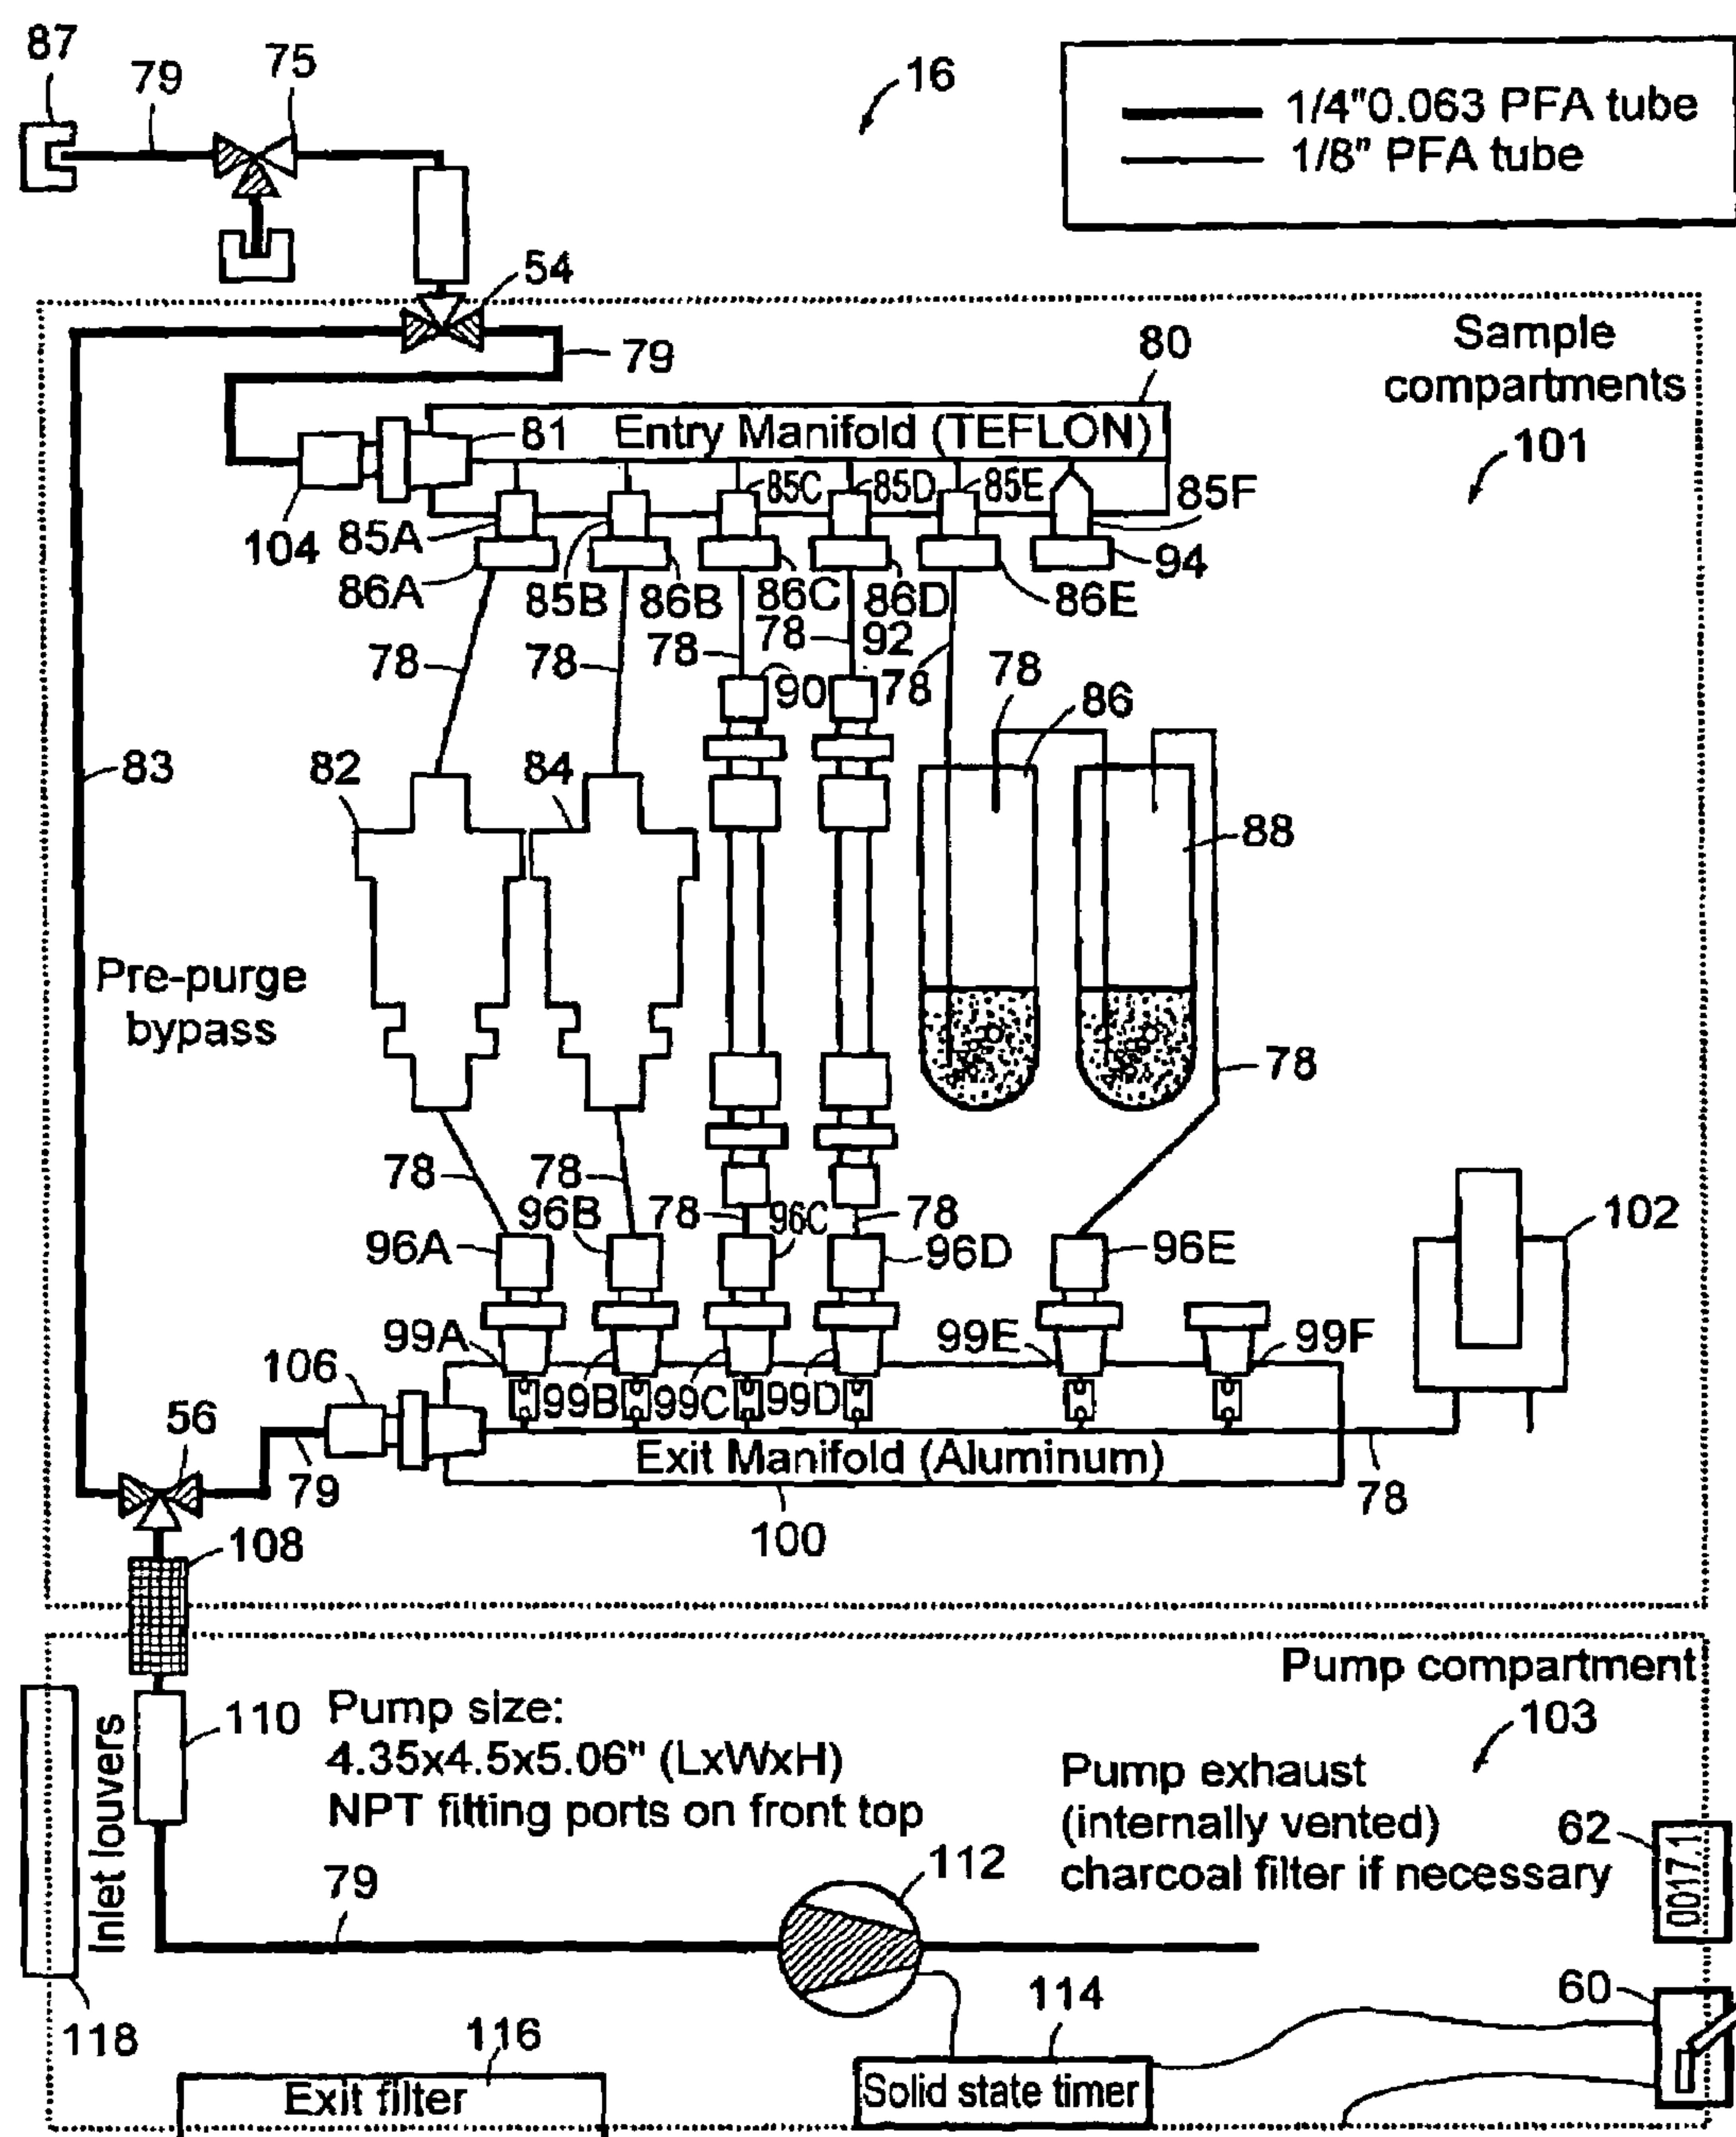 87
79
75
16
1/4"0.063 PFA tube
1/8" PFA tube
54
79
80
Sample
compartments
101
81
Entry Manifold (TEFLON)
85C
85D
85E
85F
104
85A
86A
85B
86B
86C
86D
86E
94
78
78
78
78
92
78
90
78
86
82
84
83
88
Pre-purge
bypass
78
78
78
96B
78
96C
78
102
96A
96D
96E
99A
99E
99F
106
99B
99C
99D
56
79
Exit Manifold (Aluminum)
78
100
108
Pump compartment
103
110
Pump size:
4.35x4.5x5.06" (LxWxH)
NPT fitting ports on front top
Inlet louvers
Pump exhaust
(internally vented)
charcoal filter if necessary
62
0017.1
79
112
60
114
118
116
Exit filter
Solid state timer